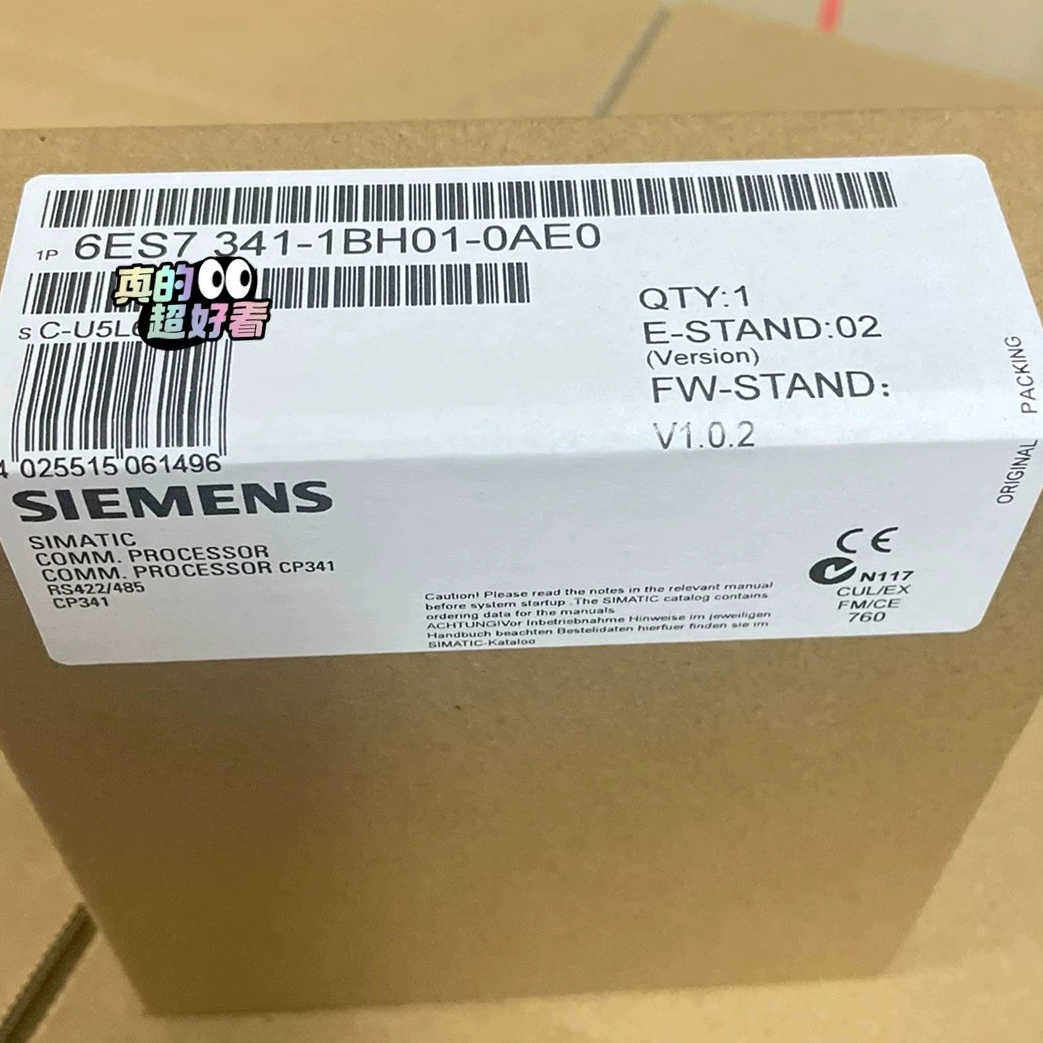 1P 6ES7 341-1BH01-0AE0
真的
超好看
S C-U5L
QTY:1
E-STAND:02
(Version)
FW-STAND:
V1.0.2
4 025515 061496
SIEMENS
SIMATIC
COMM. PROCESSOR
COMM. PROCESSOR CP341
RS422/485
CP341
Caution! Please read the notes in the relevant manual
before system startup .The SIMATIC catalog contains
ordering data for the manuals
ACHTUNG!Vor Inbetriebnahme Hinweise im jeweiligen
Handbuch beachten Bestelldaten hierfuer finden sie im
SIMATIC-Katalog
CE
N117
CUL/EX
FM/CE
760
ORIGINAL PACKING